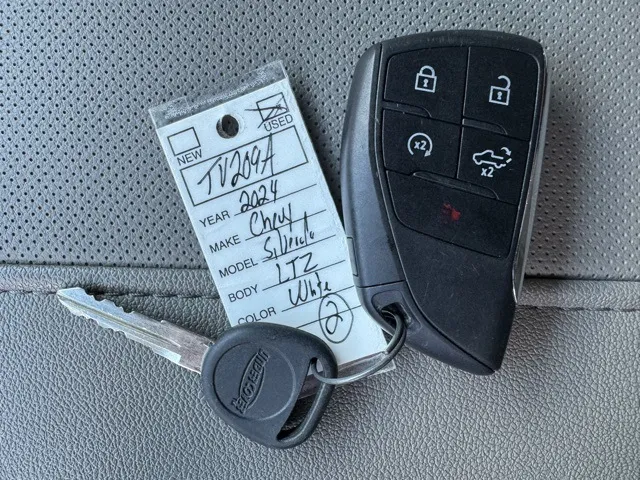 NEW
USED
TV209A
YEAR 2024
MAKE Chevy
MODEL Silverado
BODY LTZ
COLOR White
2
x2
x2